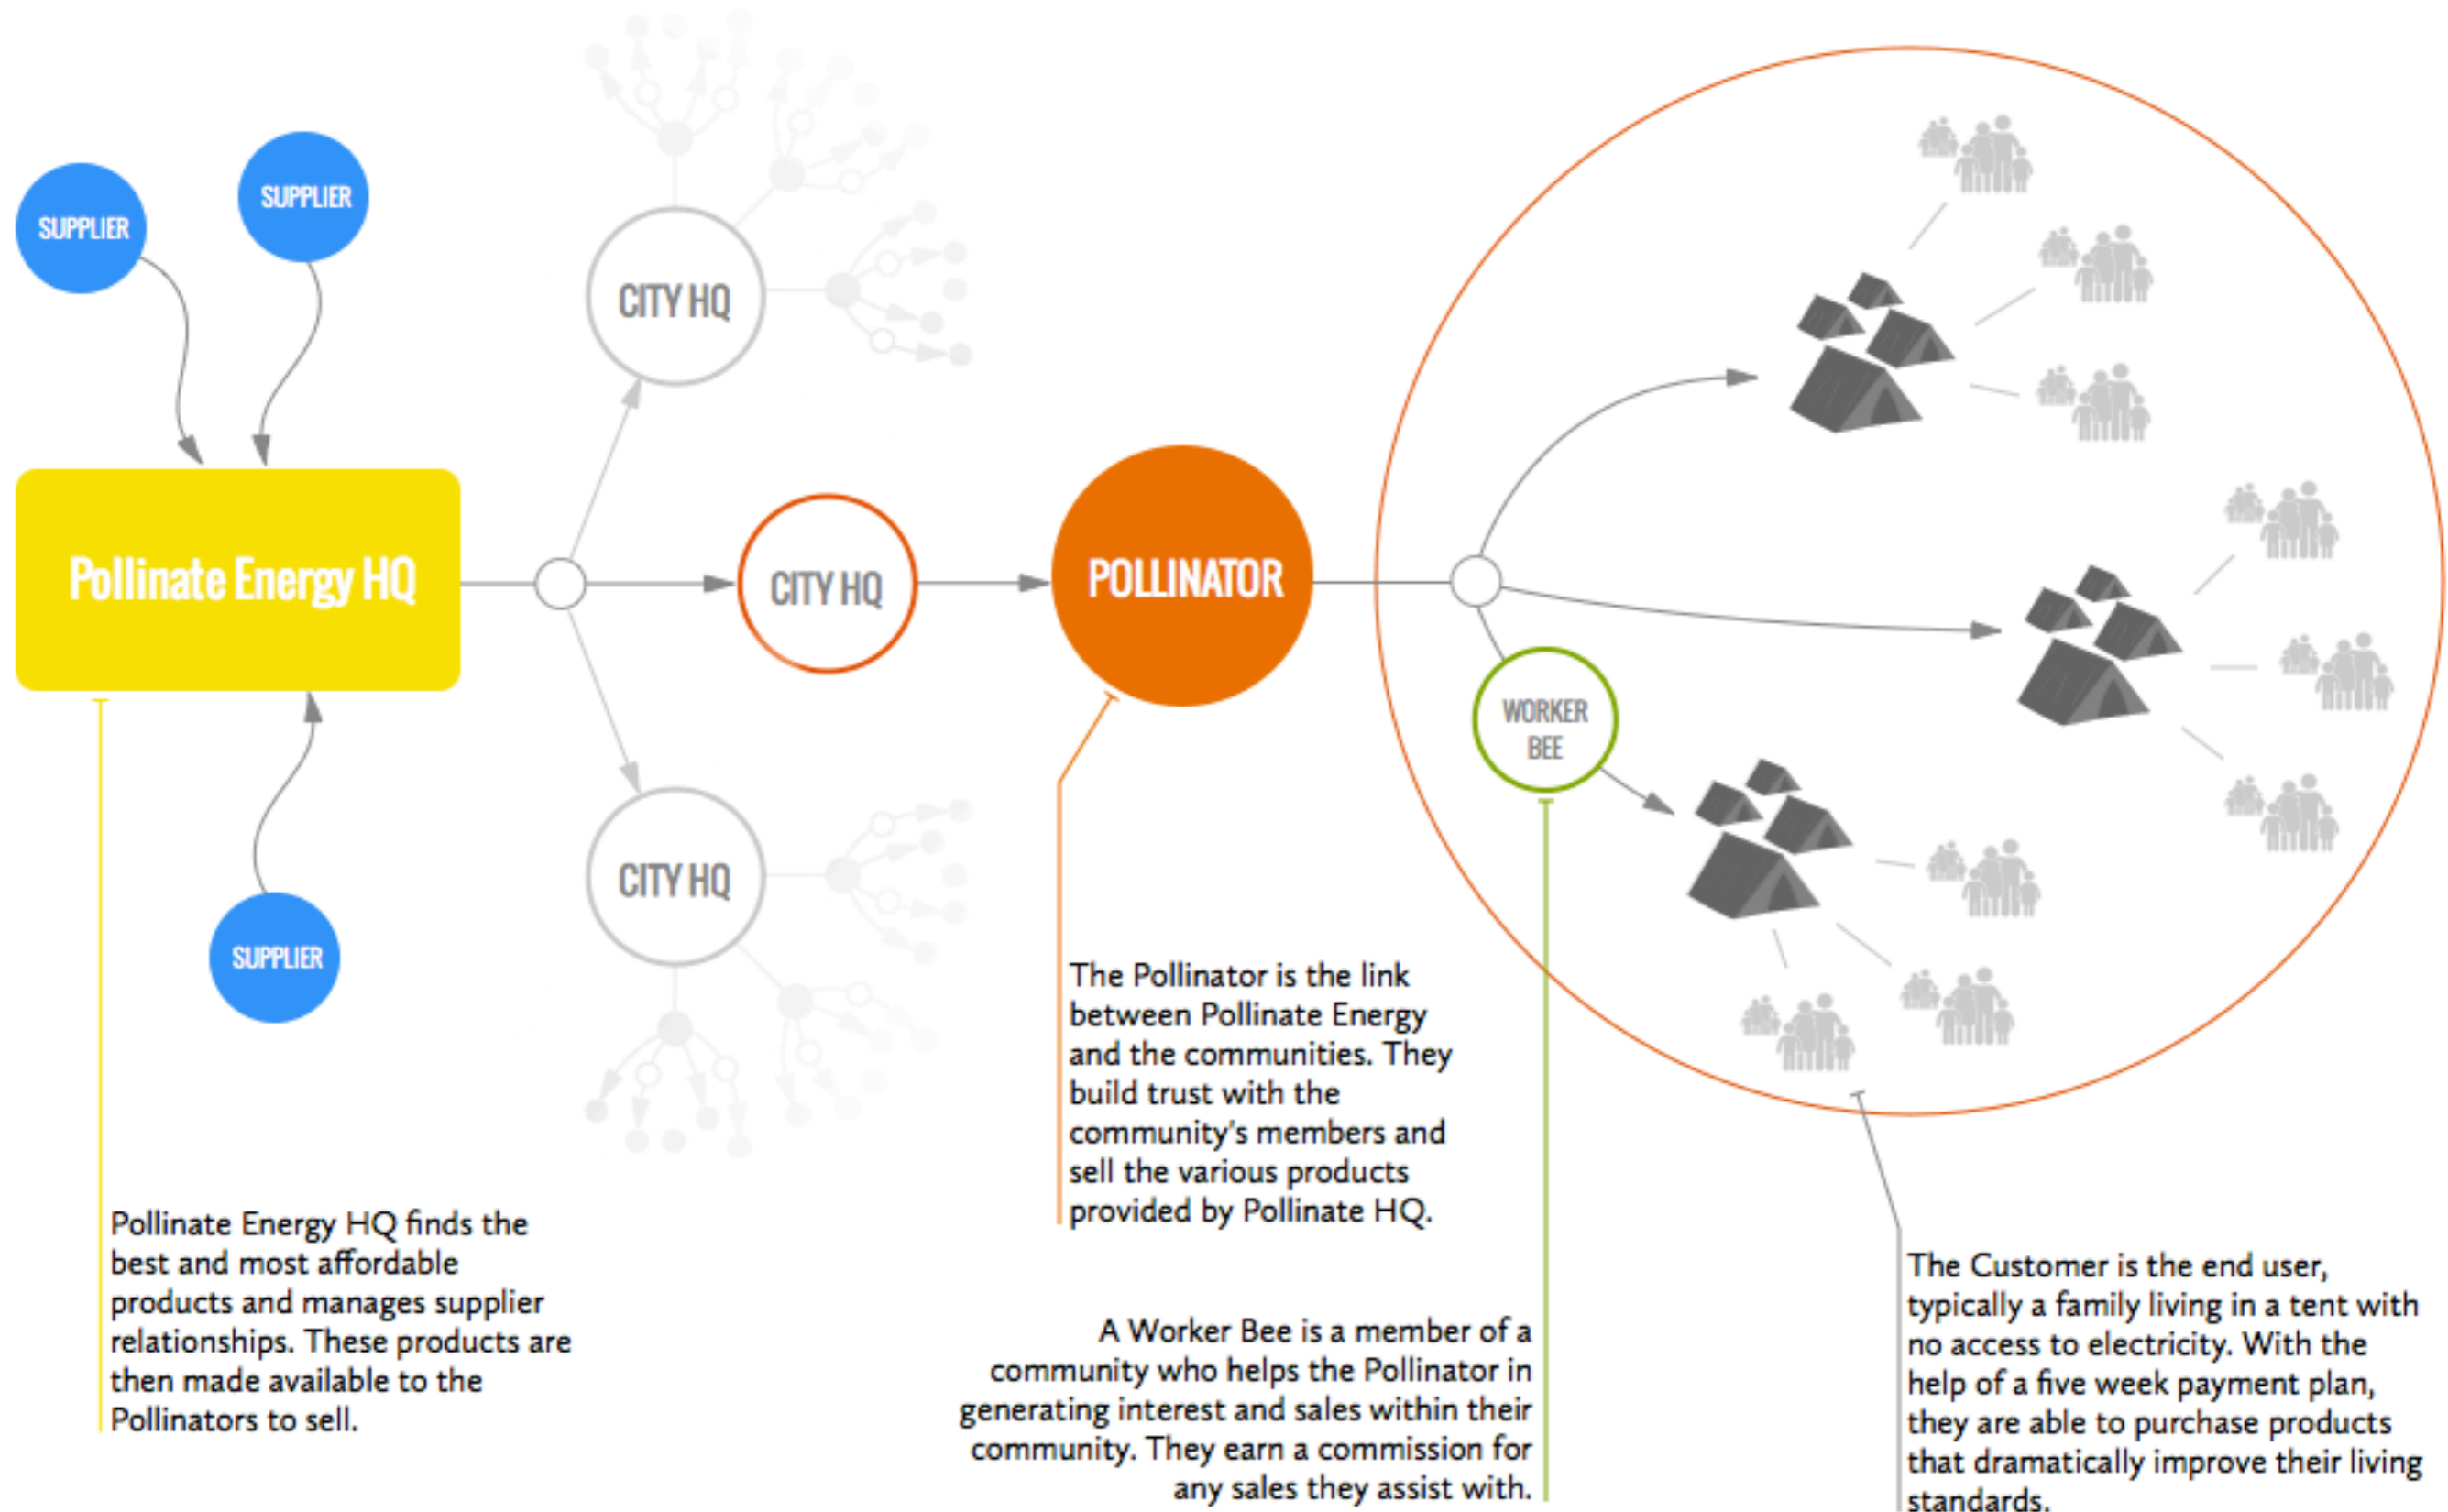 SUPPLIER
SUPPLIER
CITY HQ
Pollinate Energy HQ
CITY HQ
POLLINATOR
WORKER
BEE
CITY HQ
SUPPLIER
The Pollinator is the link
between Pollinate Energy
and the communities. They
build trust with the
community's members and
sell the various products
provided by Pollinate HQ.
Pollinate Energy HQ finds the
best and most affordable
products and manages supplier
relationships. These products are
then made available to the
Pollinators to sell.
A Worker Bee is a member of a
community who helps the Pollinator in
generating interest and sales within their
community. They earn a commission for
any sales they assist with.
The Customer is the end user,
typically a family living in a tent with
no access to electricity. With the
help of a five week payment plan,
they are able to purchase products
that dramatically improve their living
standards.